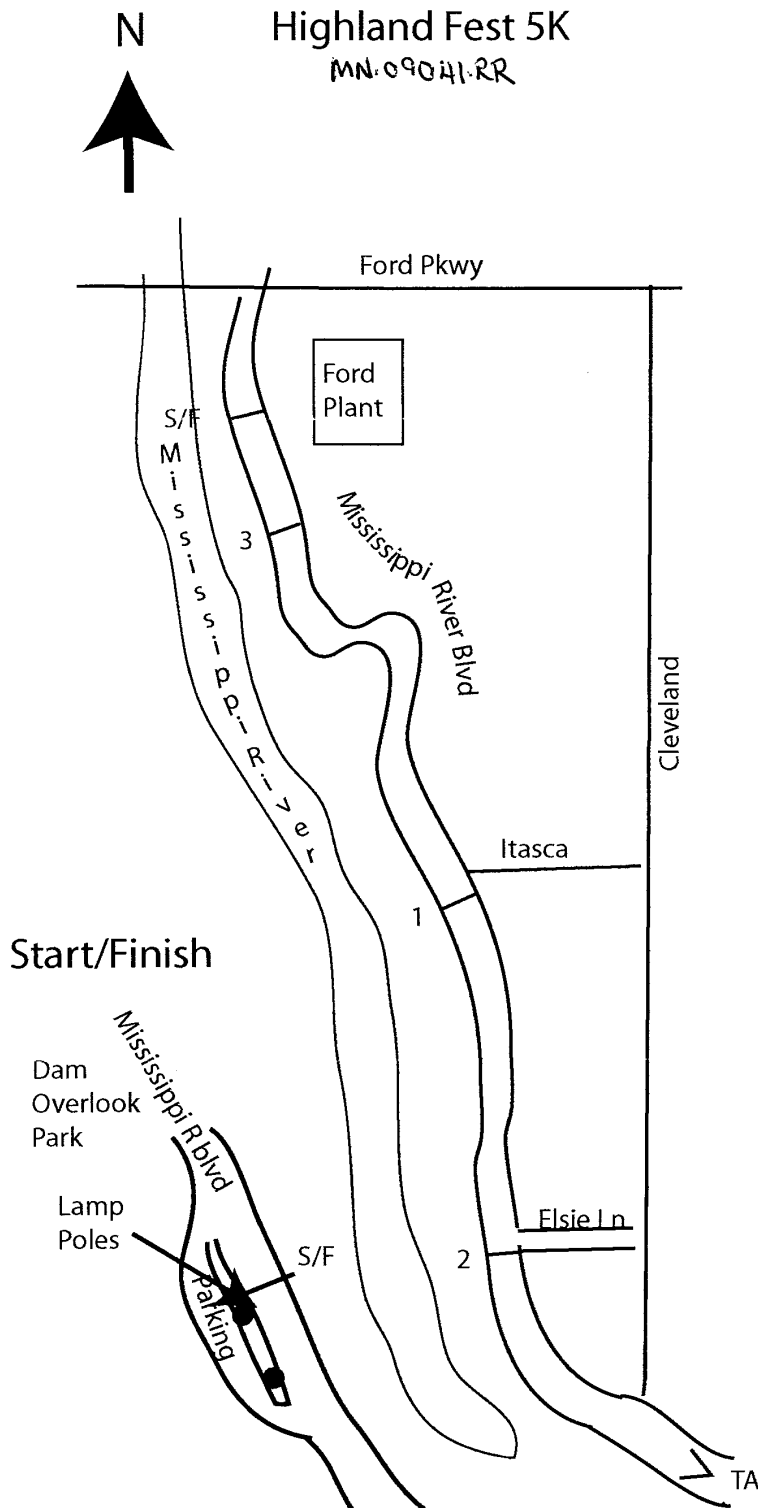 N
Highland Fest 5K
MN.09041.RR
Ford Pkwy
Ford
Plant
S/F
Mississippi River
3
Mississippi River Blvd
Cleveland
Itasca
1
Start/Finish
Mississippi R blvd
Dam
Overlook
Park
Lamp
Poles
S/F
Parking
Elsie Ln
2
TA